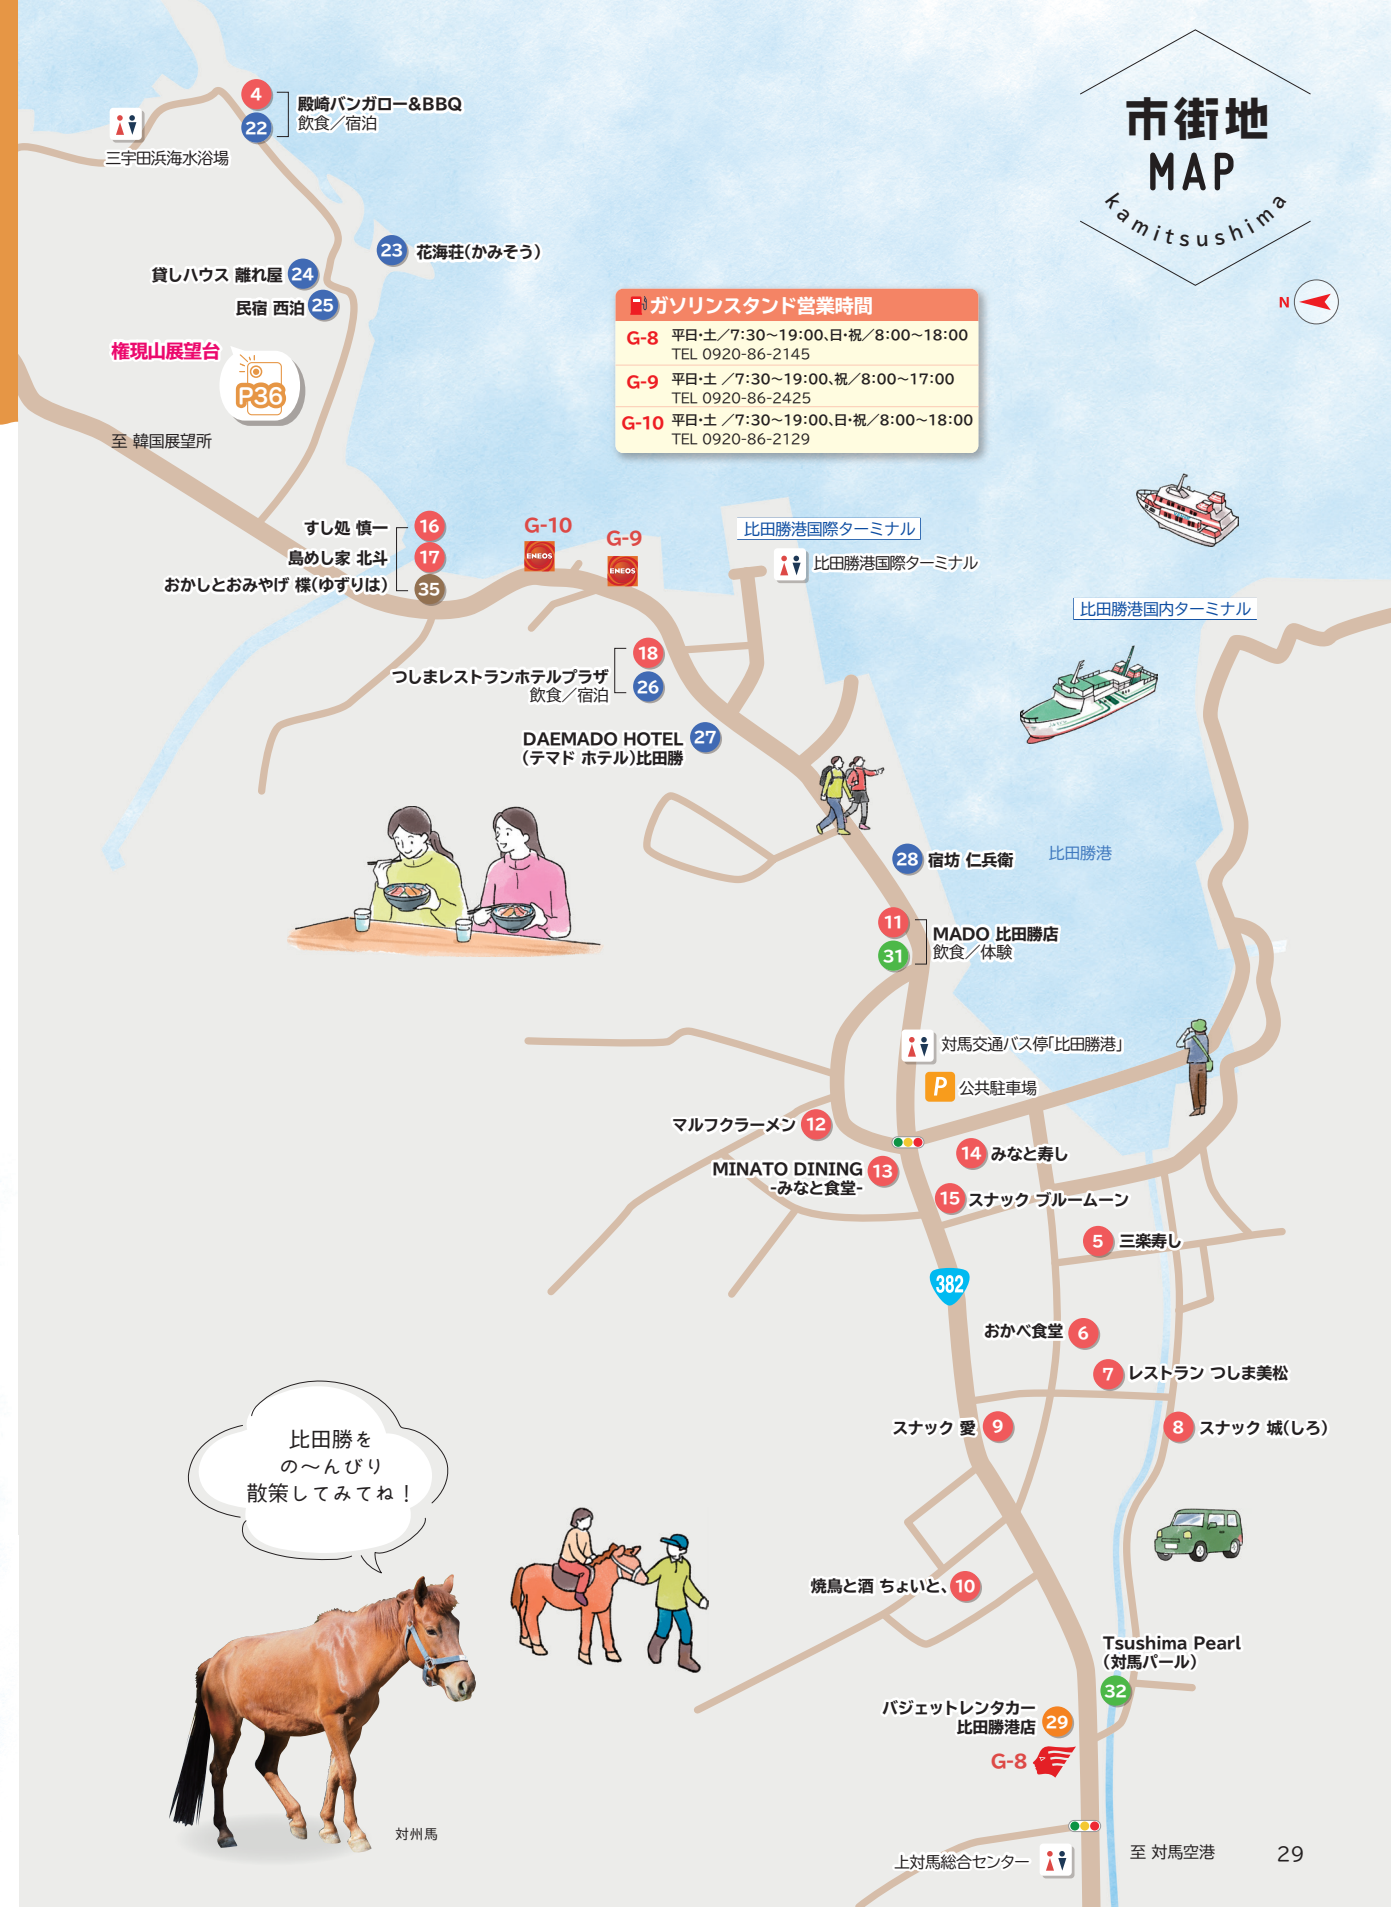 市街地
MAP
kamitsushima
N
4
22
殿崎バンガロー&BBQ
飲食／宿泊
三宇田浜海水浴場
23 花海荘(かみそう)
貸しハウス 離れ屋 24
民宿 西泊 25
権現山展望台
P36
至 韓国展望所
ガソリンスタンド営業時間
G-8 平日・土／7：30～19：00、日・祝／8：00～18：00
TEL 0920-86-2145
G-9 平日・土 ／7：30～19：00、祝／8：00～17：00
TEL 0920-86-2425
G-10 平日・土 ／7：30～19：00、日・祝／8：00～18：00
TEL 0920-86-2129
すし処 慎一 16
島めし家 北斗 17
おかしとおみやげ 楪(ゆずりは) 35
G-10
ENEOS
G-9
ENEOS
比田勝港国際ターミナル
比田勝港国際ターミナル
比田勝港国内ターミナル
18
26
つしまレストランホテルプラザ
飲食／宿泊
DAEMADO HOTEL 27
(テマド ホテル)比田勝
28 宿坊 仁兵衛
比田勝港
11
31
MADO 比田勝店
飲食／体験
対馬交通バス停「比田勝港」
P 公共駐車場
マルフクラーメン 12
MINATO DINING 13
-みなと食堂-
14 みなと寿し
15 スナック ブルームーン
5 三楽寿し
382
おかべ食堂 6
7 レストラン つしま美松
スナック 愛 9
8 スナック 城(しろ)
比田勝を
の～んびり
散策してみてね！
焼鳥と酒 ちょいと、 10
Tsushima Pearl
(対馬パール)
32
バジェットレンタカー
比田勝港店 29
G-8
対州馬
上対馬総合センター
至 対馬空港
29